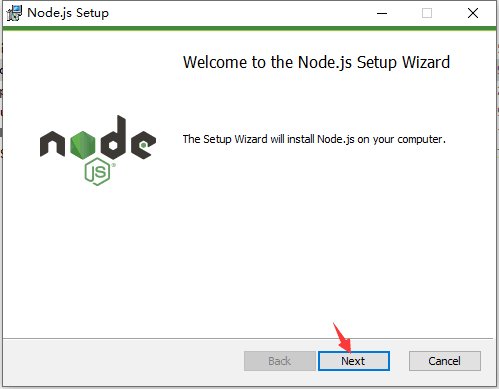 Node.js Setup
Welcome to the Node.js Setup Wizard
node
JS
The Setup Wizard will install Node.js on your computer.
Back
Next
Cancel